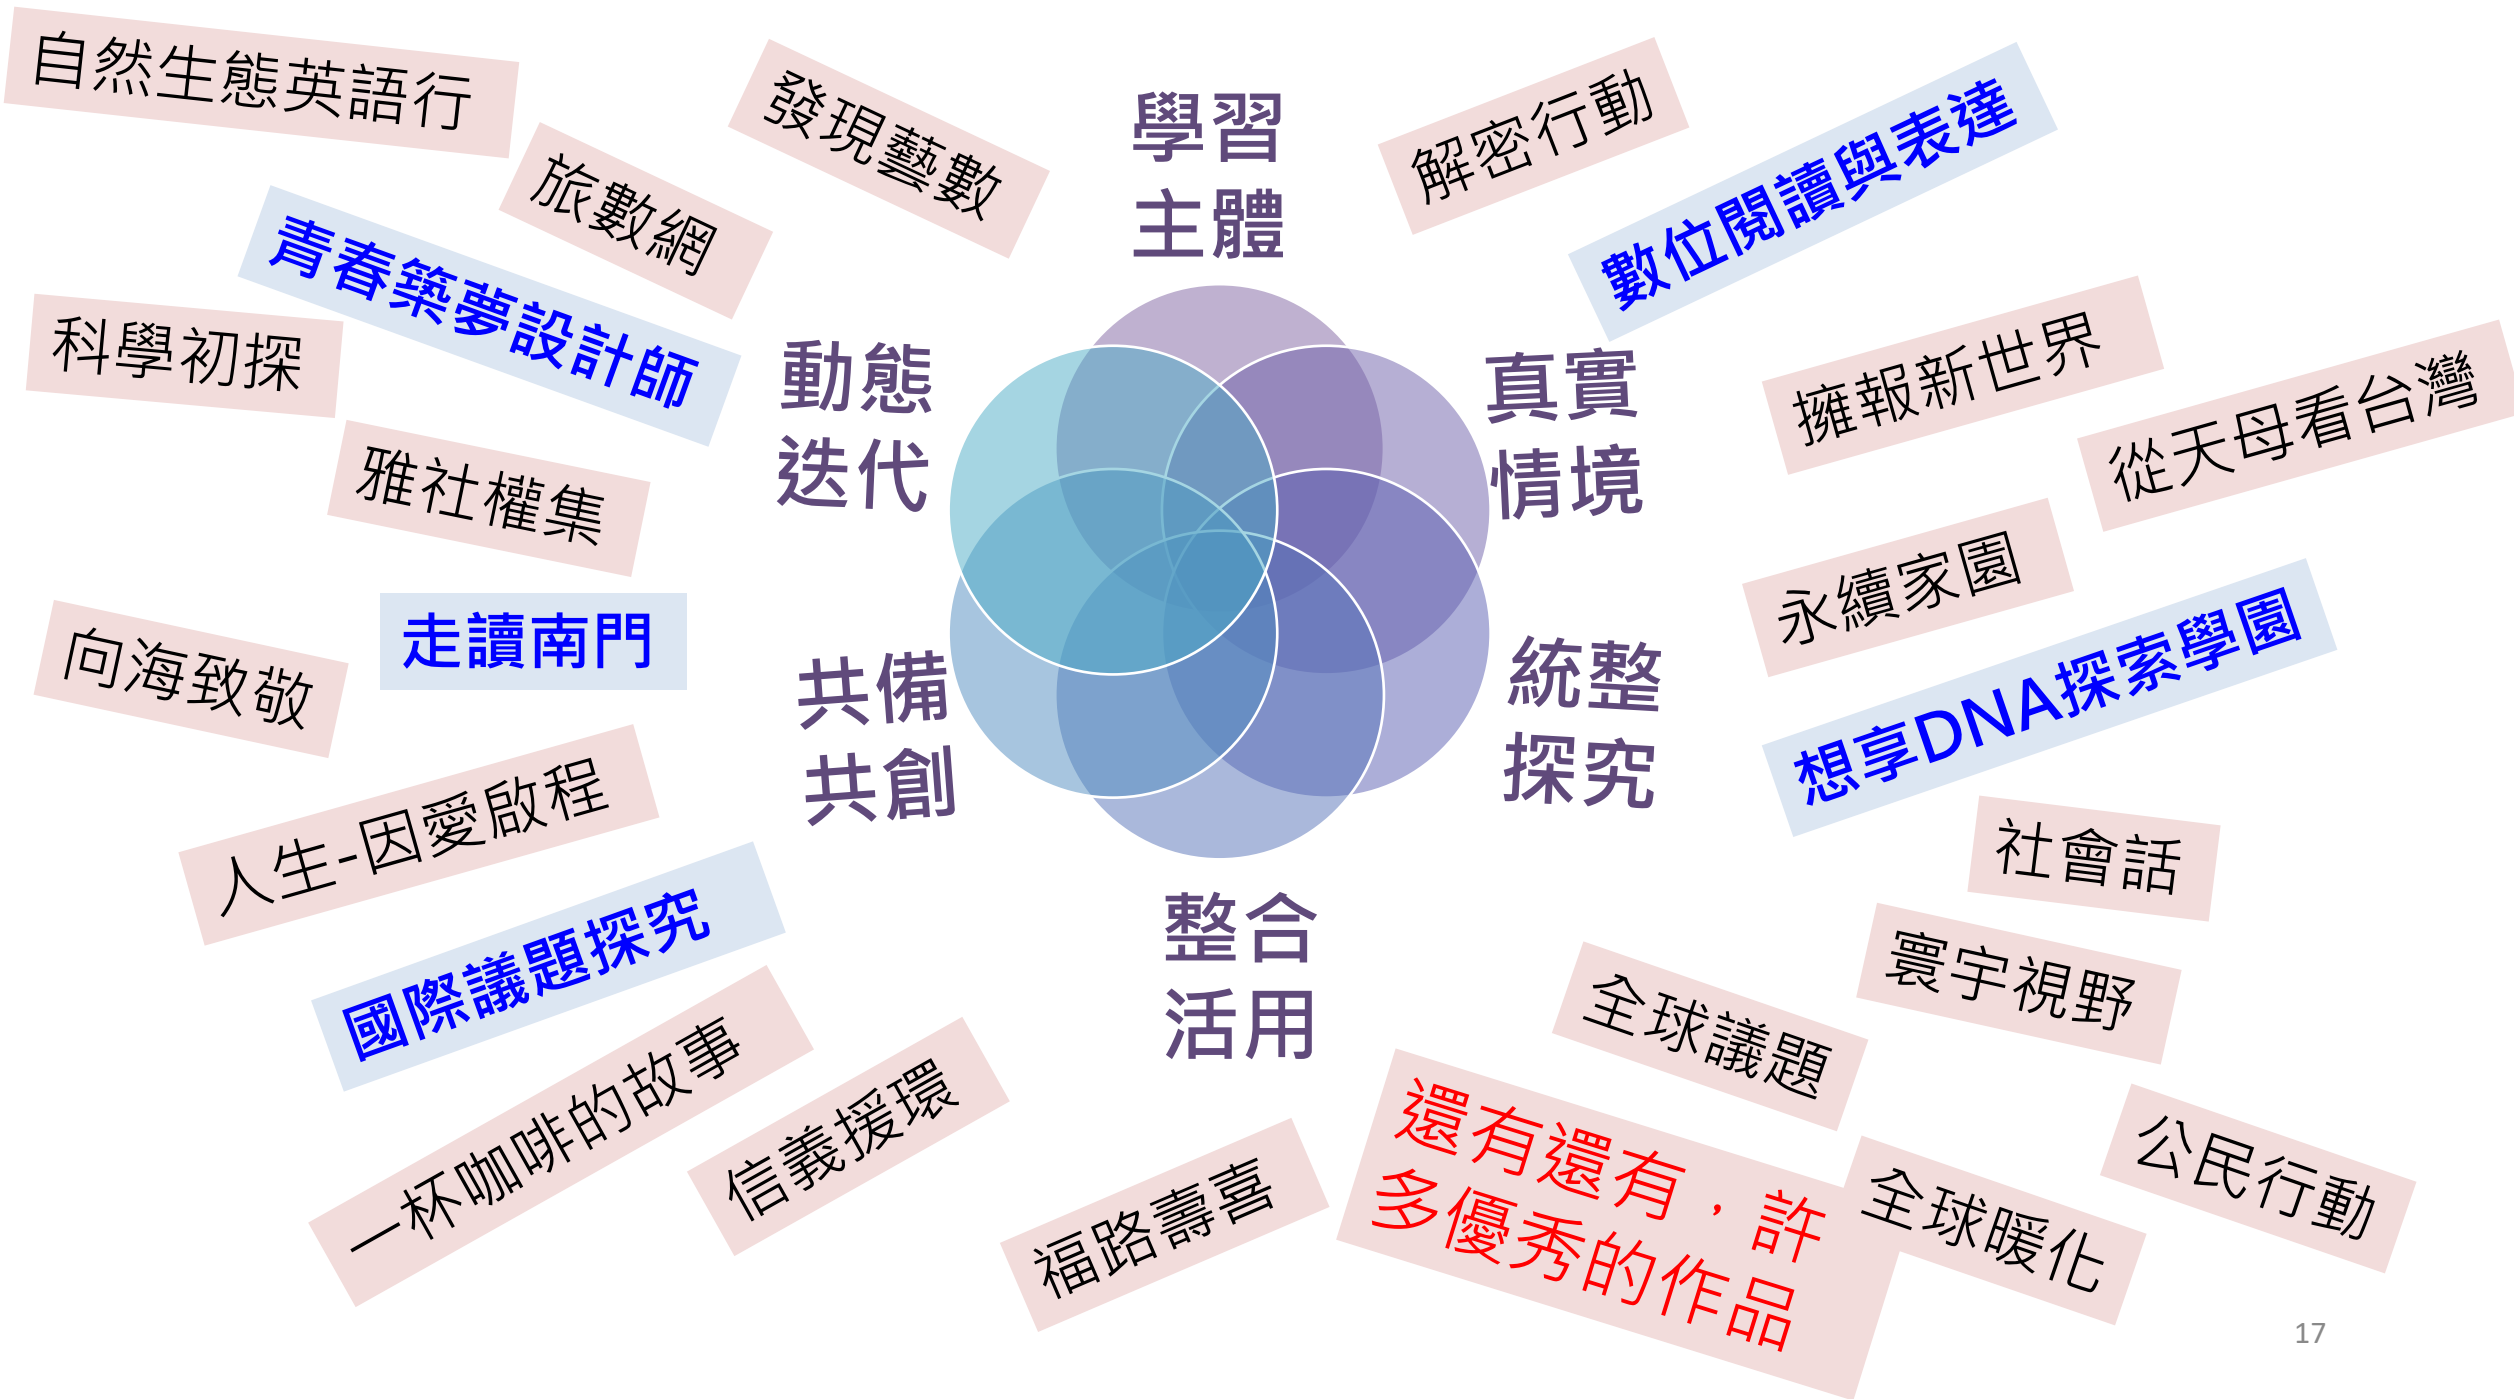 自然生態英語行
發現藝數
旅數網
青春築夢設計師
科學初探
雅社權集
走讀南門
向海致敬
人生-因愛啟程
國際議題探究
一杯咖啡的故事
信義援環
福路壽喜
學習
主體
動態
迭代
真實
情境
共備
共創
統整
探究
整合
活用
解密行動
數位閱讀與表達
擁報新世界
從天母看台灣
永續家園
想享DNA探索學園
社會話
寰宇視野
全球議題
公民行動
全球暖化
還有還有，許
多優秀的作品
17